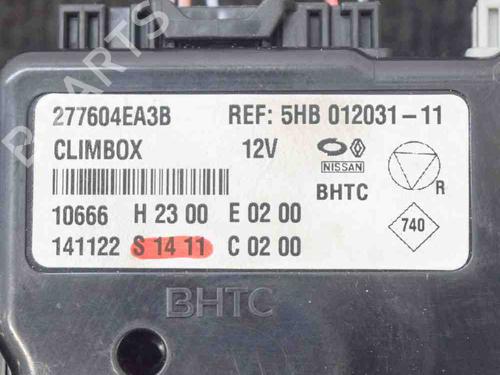 277604EA3B REF: 5HB 012031-11
CLIMBOX 12V
NISSAN
BHTC
R
10666 H 23 00 E 02 00
740
141122 S 14 11 C 02 00
BHTC
PARTS